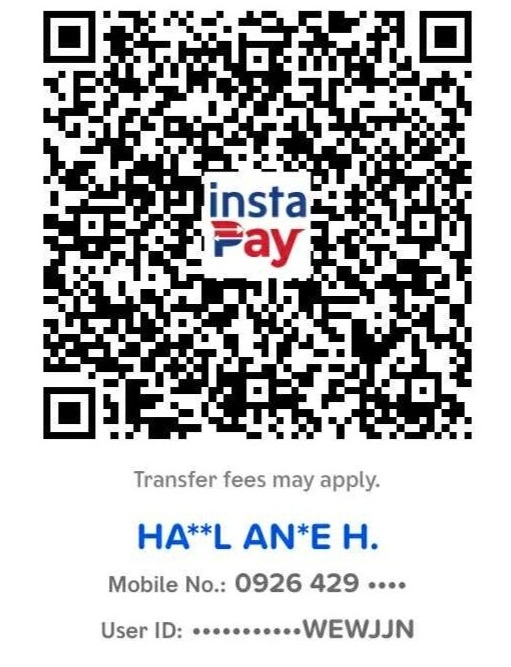 insta
Pay
Transfer fees may apply.
HA**L AN*E H.
Mobile No.: 0926 429 ••••
User ID: •••••••••••WEWJJN